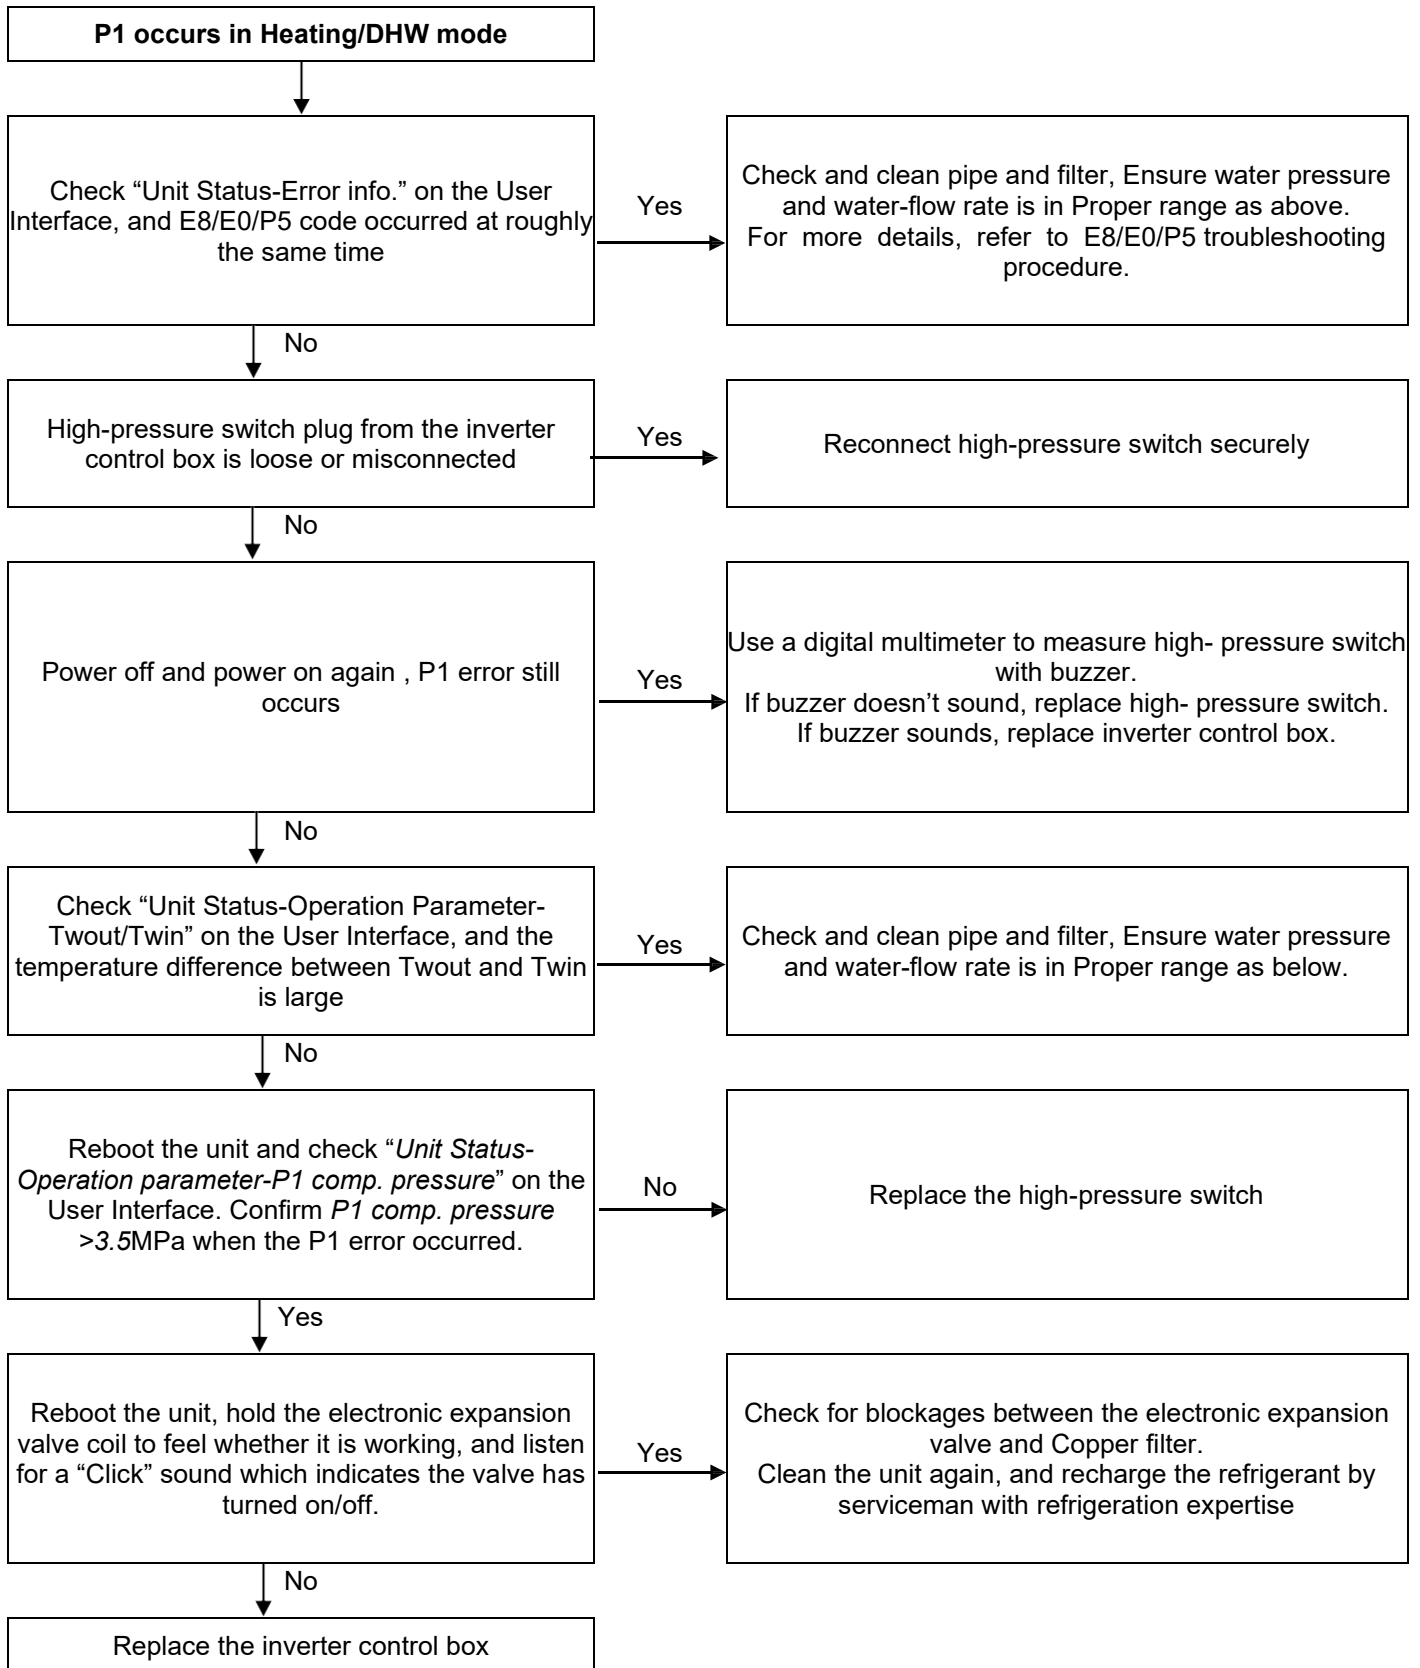 P1 occurs in Heating/DHW mode
Check “Unit Status-Error info.” on the User
Interface, and E8/E0/P5 code occurred at roughly
the same time
Yes
Check and clean pipe and filter, Ensure water pressure
and water-flow rate is in Proper range as above.
For more details, refer to E8/E0/P5 troubleshooting
procedure.
No
High-pressure switch plug from the inverter
control box is loose or misconnected
Yes
Reconnect high-pressure switch securely
No
Power off and power on again , P1 error still
occurs
Yes
Use a digital multimeter to measure high- pressure switch
with buzzer.
If buzzer doesn’t sound, replace high- pressure switch.
If buzzer sounds, replace inverter control box.
No
Check “Unit Status-Operation Parameter-
Twout/Twin” on the User Interface, and the
temperature difference between Twout and Twin
is large
Yes
Check and clean pipe and filter, Ensure water pressure
and water-flow rate is in Proper range as below.
No
Reboot the unit and check “Unit Status-
Operation parameter-P1 comp. pressure” on the
User Interface. Confirm P1 comp. pressure
>3.5MPa when the P1 error occurred.
No
Replace the high-pressure switch
Yes
Reboot the unit, hold the electronic expansion
valve coil to feel whether it is working, and listen
for a “Click” sound which indicates the valve has
turned on/off.
Yes
Check for blockages between the electronic expansion
valve and Copper filter.
Clean the unit again, and recharge the refrigerant by
serviceman with refrigeration expertise
No
Replace the inverter control box